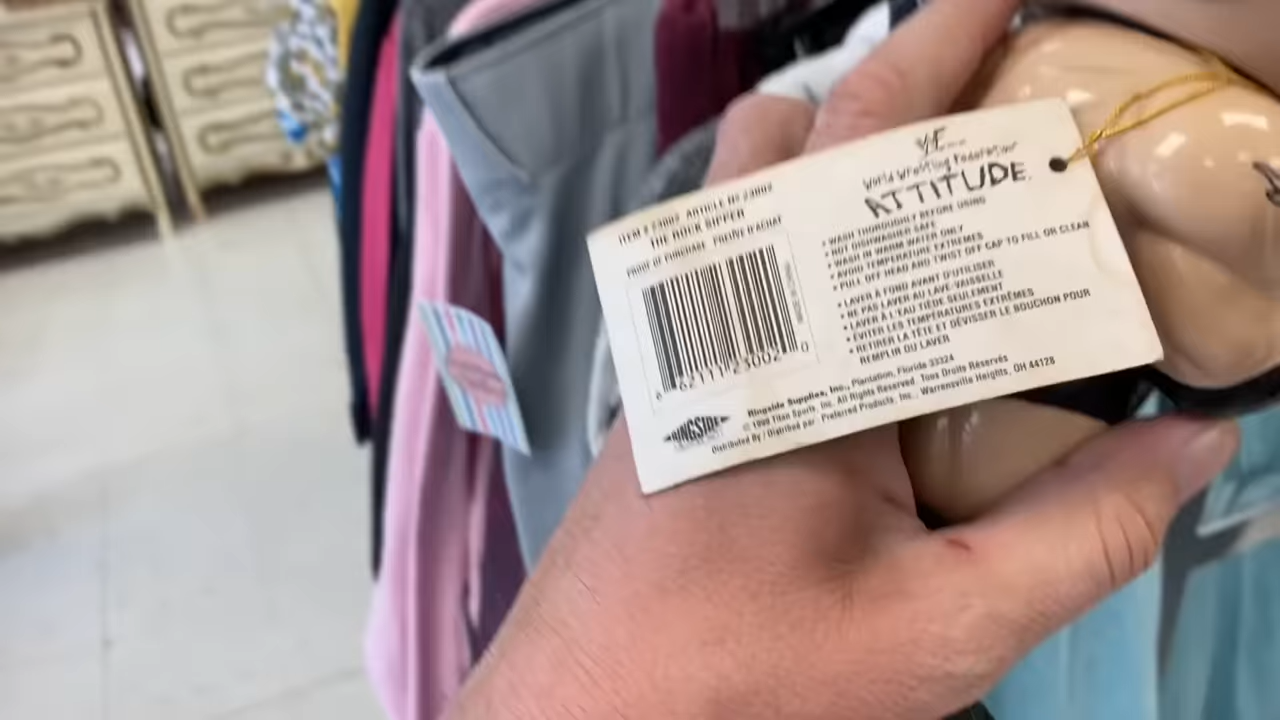 ITEM # 23002 ARTICLE Nº 23002
THE ROCK SIPPER
PROOF OF PURCHASE PREUVE D'ACHAT
62111 23002 0
World Wrestling Federation
ATTITUDE.
• WASH THOROUGHLY BEFORE USING
• NOT DISHWASHER SAFE
• WASH IN WARM WATER ONLY
• AVOID TEMPERATURE EXTREMES
• PULL OFF HEAD AND TWIST OFF CAP TO FILL OR CLEAN
• LAVER À FOND AVANT D'UTILISER
• NE PAS LAVER AU LAVE-VAISSELLE
• LAVER À L'EAU TIÈDE SEULEMENT
• ÉVITER LES TEMPÉRATURES EXTRÊMES
• RETIRER LA TÊTE ET DÉVISSER LE BOUCHON POUR
REMPLIR OU LAVER
RINGSIDE
Ringside Supplies, Inc., Plantation, Florida 33324
© 1999 Titan Sports, Inc. All Rights Reserved. Tous Droits Réservés
Distributed By / Distribué par Preferred Products, Inc., Warrensville Heights, OH 44128